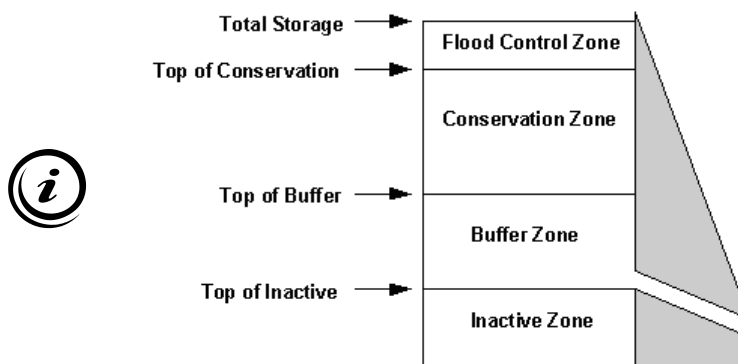 Total Storage
Flood Control Zone
Top of Conservation
Conservation Zone
i
Top of Buffer
Buffer Zone
Top of Inactive
Inactive Zone